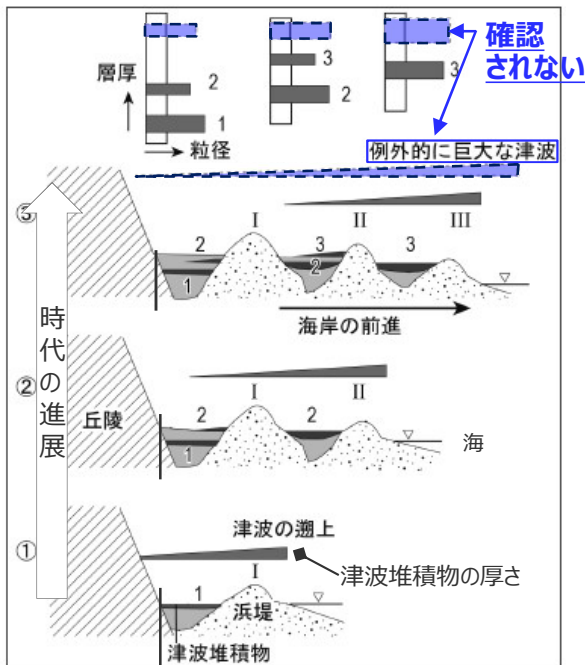 確認
されない
層厚
粒径
2
1
3
2
3
例外的に巨大な津波
③
I
II
III
2
3
3
1
2
海岸の前進
時代の進展
②
丘陵
I
II
2
2
1
海
①
津波の遡上
津波堆積物の厚さ
I
1
浜堤
津波堆積物